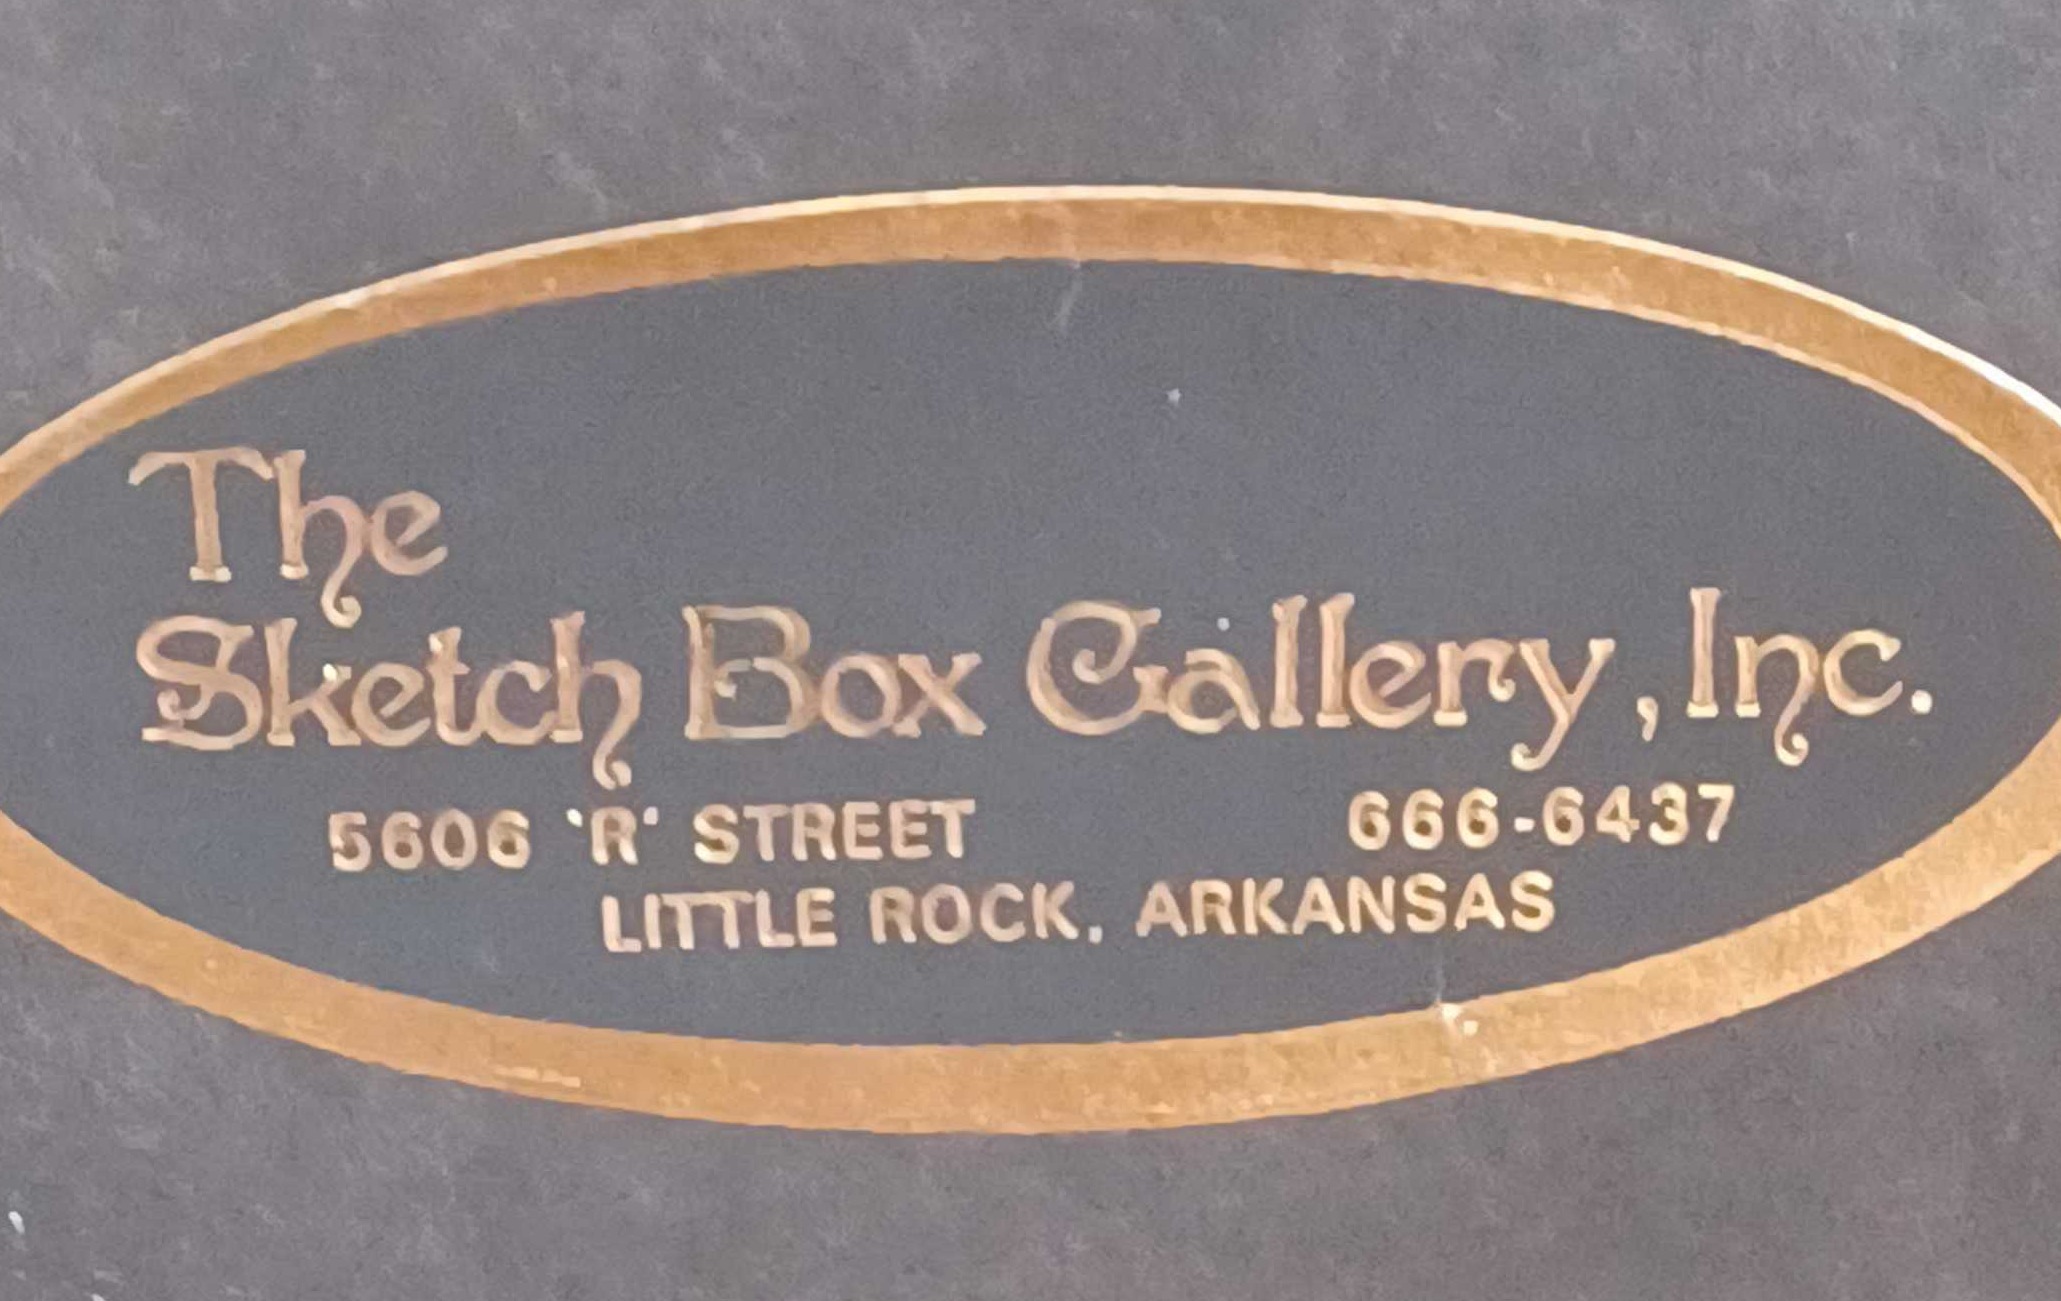 The
Sketch Box Gallery, Inc.
5606 'R' STREET 666-6437
LITTLE ROCK, ARKANSAS